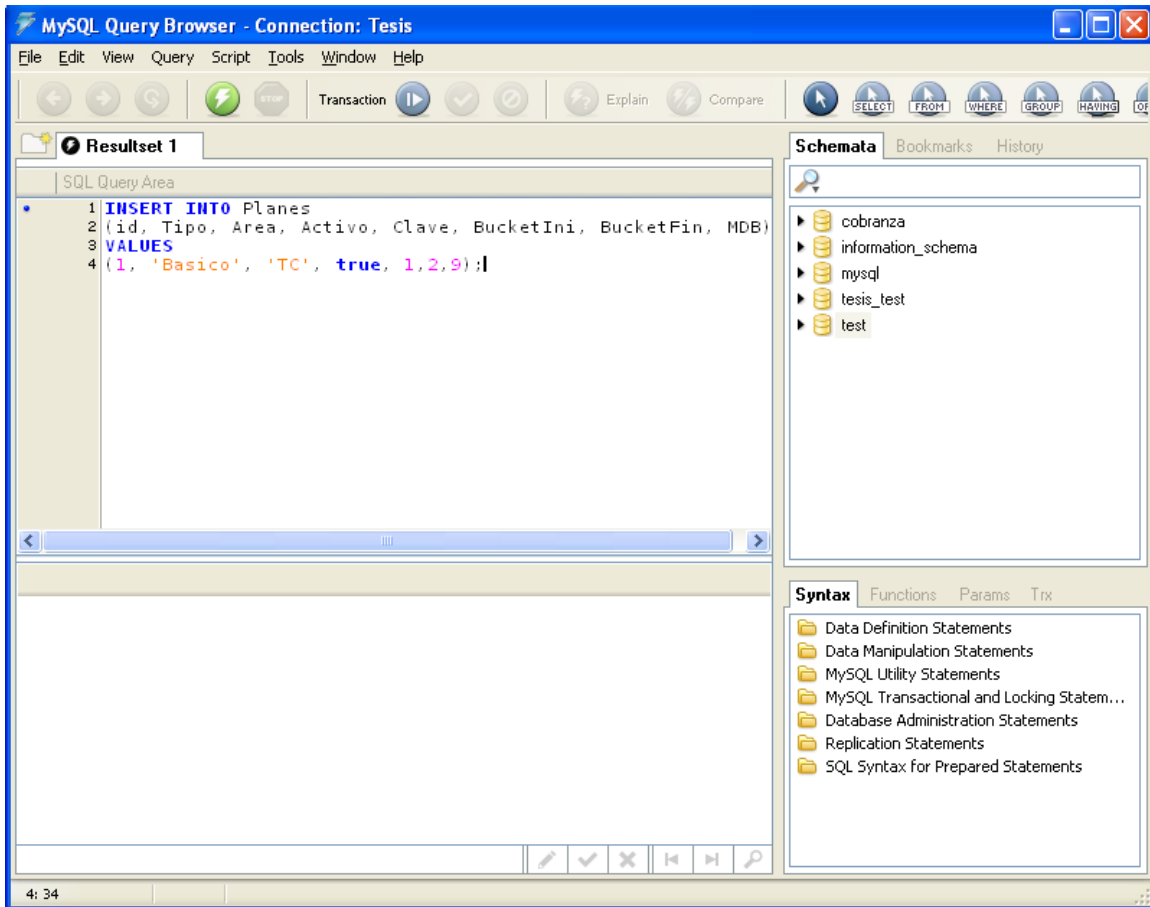 MySQL Query Browser - Connection: Tesis
File Edit View Query Script Tools Window Help
STOP Transaction Explain Compare SELECT FROM WHERE GROUP HAVING
Resultset 1
SQL Query Area
1 INSERT INTO Planes
2 (id, Tipo, Area, Activo, Clave, BucketIni, BucketFin, MDB)
3 VALUES
4 (1, 'Basico', 'TC', true, 1,2,9);
Schemata Bookmarks History
cobranza
information_schema
mysql
tesis_test
test
Syntax Functions Params Trx
Data Definition Statements
Data Manipulation Statements
MySQL Utility Statements
MySQL Transactional and Locking Statem...
Database Administration Statements
Replication Statements
SQL Syntax for Prepared Statements
4: 34